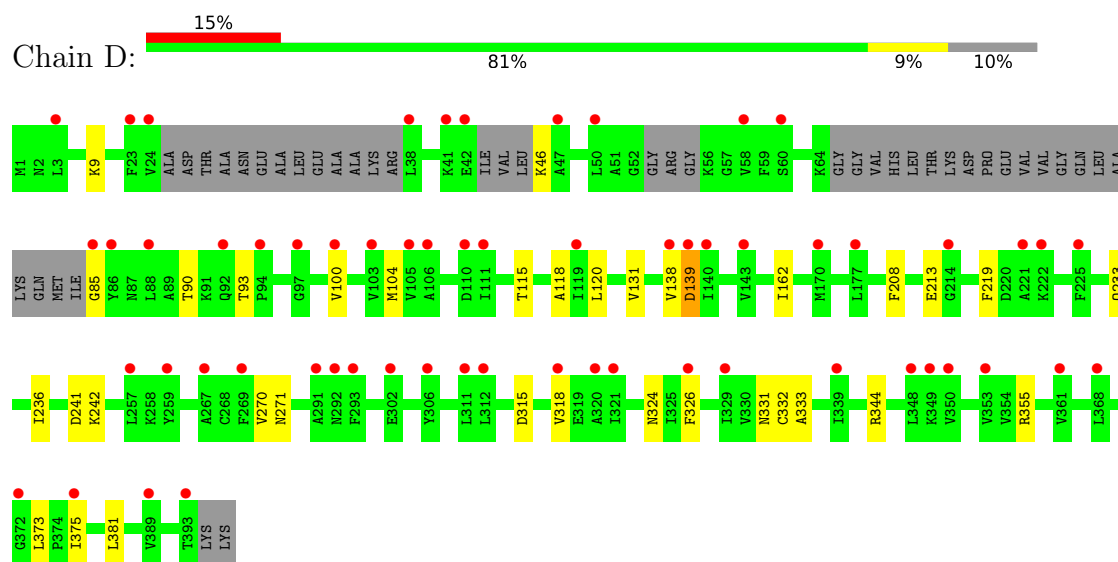 15%
Chain D:
81% 9% 10%
M1 N2 L3 K9 F23 V24 ALA ASP THR ALA ASN GLU ALA LEU GLU ALA ALA LYS ARG L38 K41 E42 ILE VAL LEU K46 A47 L50 A51 G52 GLY ARG GLY K56 G57 V58 F59 S60 K64 GLY GLY VAL HIS LEU THR LYS ASP PRO GLU VAL VAL GLY GLN LEU ALA
LYS GLN MET ILE G85 Y86 N87 L88 A89 T90 K91 Q92 T93 P94 G97 V100 V103 M104 V105 A106 D110 I111 T115 A118 I119 L120 V131 V138 D139 I140 V143 I162 M170 L177 F208 E213 G214 F219 D220 A221 K222 F225
I236 D241 K242 L257 K258 Y259 A267 C268 F269 V270 N271 A291 N292 F293 E302 Y306 L311 L312 D315 V318 E319 A320 I321 N324 I325 F326 I329 V330 N331 C332 A333 I339 R344 L348 K349 V350 V353 V354 R355 V361 L368
G372 L373 P374 I375 L381 V389 T393 LYS LYS